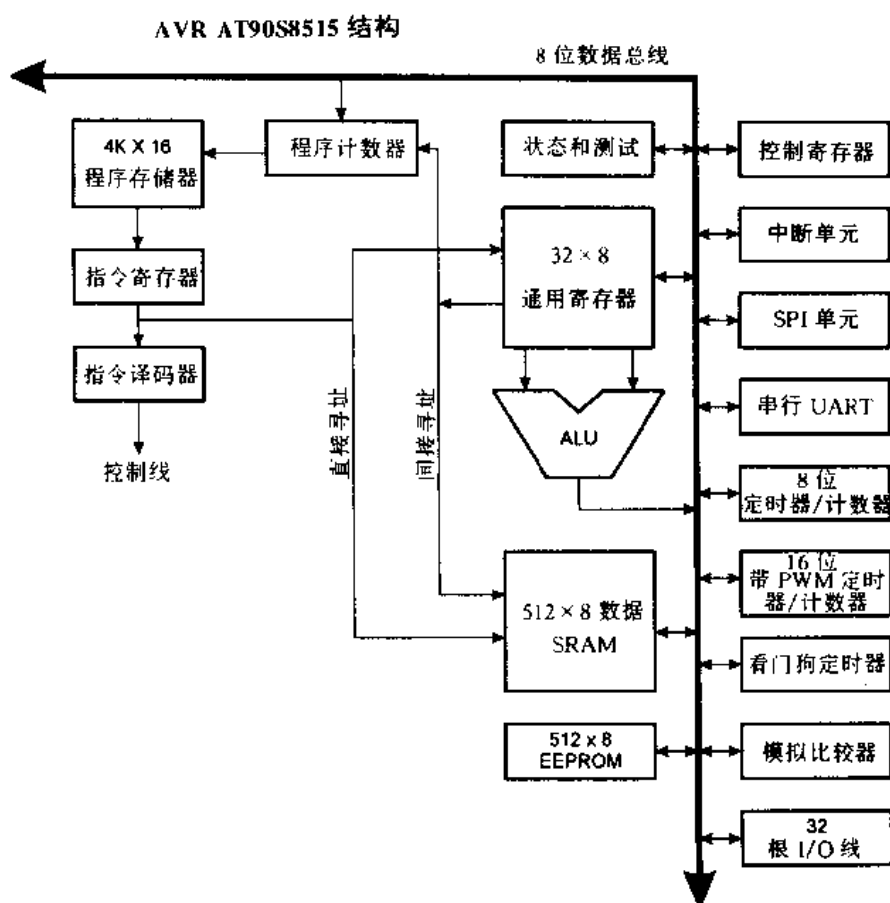 AVR AT90S8515 结构
8 位数据总线
4K X 16
程序存储器
程序计数器
状态和测试
控制寄存器
指令寄存器
32 × 8
通用寄存器
中断单元
SPI 单元
指令译码器
控制线
直接寻址
间接寻址
ALU
串行 UART
8 位
定时器/计数器
16 位
带 PWM 定时
器/计数器
512 × 8 数据
SRAM
看门狗定时器
512 x 8
EEPROM
模拟比较器
32
根 I/O 线